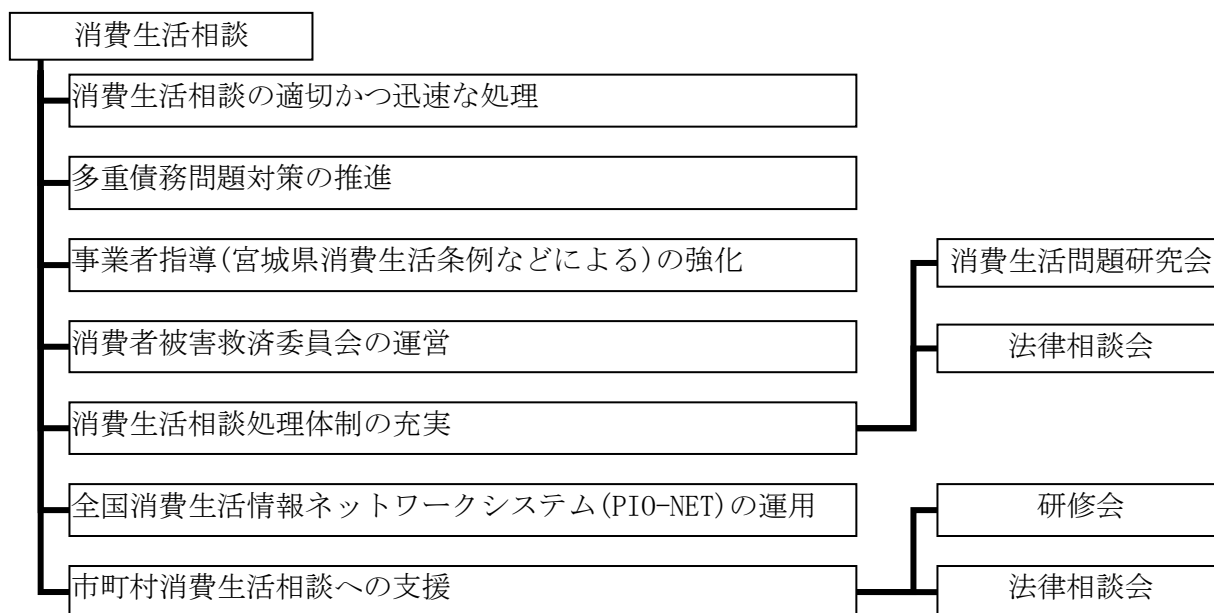 消費生活相談
消費生活相談の適切かつ迅速な処理
多重債務問題対策の推進
事業者指導(宮城県消費生活条例などによる)の強化
消費生活問題研究会
消費者被害救済委員会の運営
法律相談会
消費生活相談処理体制の充実
全国消費生活情報ネットワークシステム(PIO-NET)の運用
研修会
市町村消費生活相談への支援
法律相談会